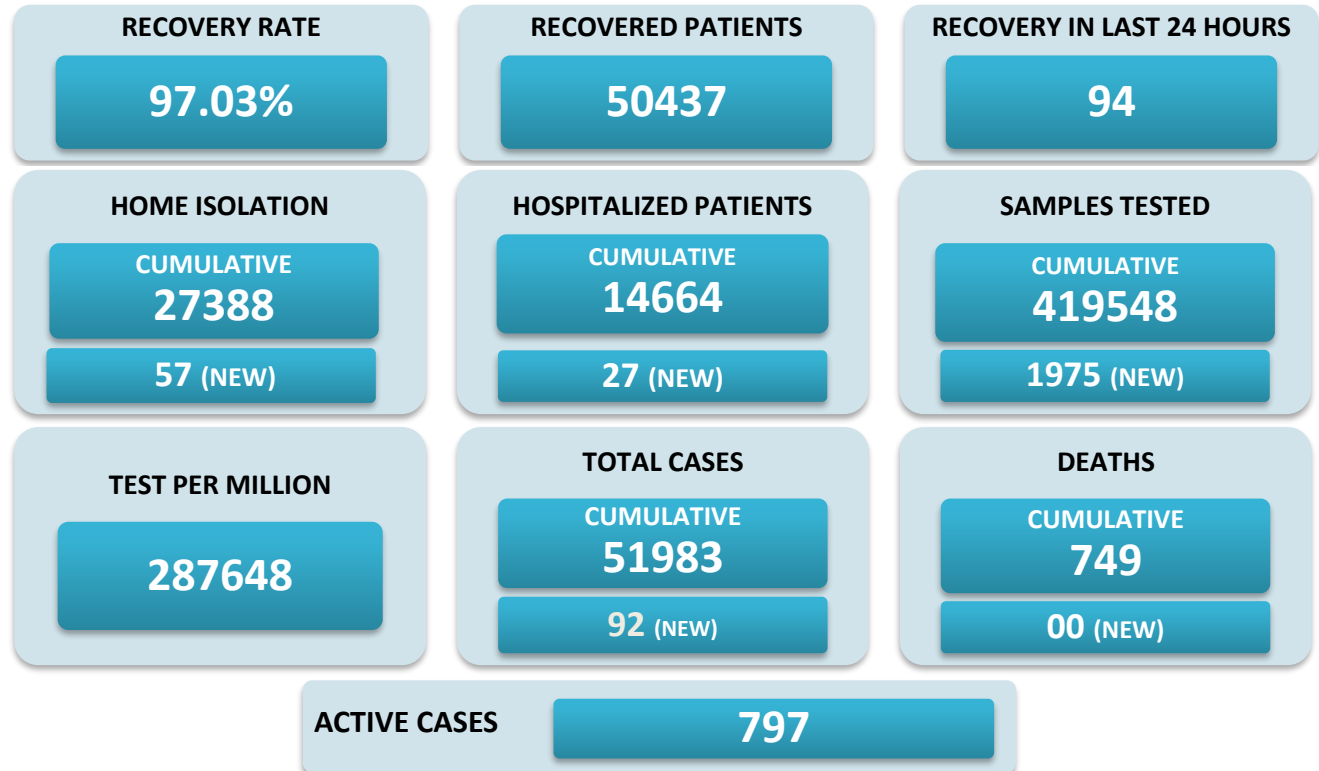 RECOVERY RATE
97.03%
RECOVERED PATIENTS
50437
RECOVERY IN LAST 24 HOURS
94
HOME ISOLATION
CUMULATIVE
27388
57 (NEW)
HOSPITALIZED PATIENTS
CUMULATIVE
14664
27 (NEW)
SAMPLES TESTED
CUMULATIVE
419548
1975 (NEW)
TEST PER MILLION
287648
TOTAL CASES
CUMULATIVE
51983
92 (NEW)
DEATHS
CUMULATIVE
749
00 (NEW)
ACTIVE CASES
797